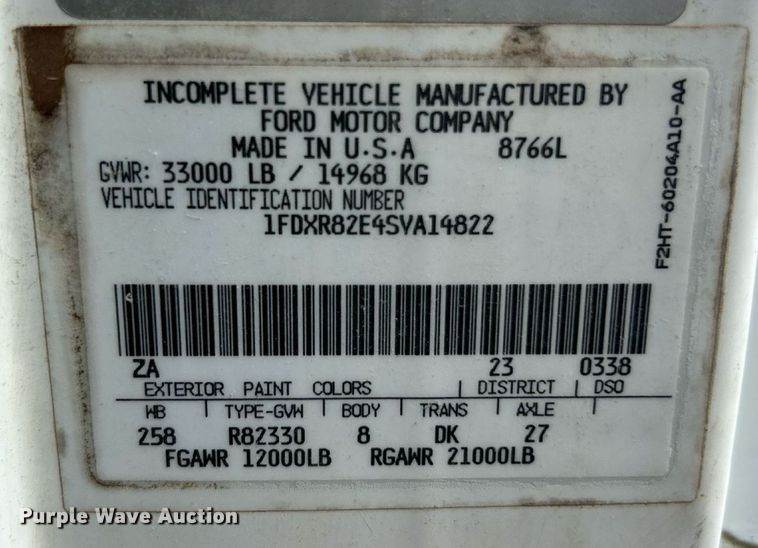 INCOMPLETE VEHICLE MANUFACTURED BY
FORD MOTOR COMPANY
MADE IN U.S.A 8766L
GVWR: 33000 LB / 14968 KG
VEHICLE IDENTIFICATION NUMBER
1FDXR82E4SVA14822
F2HT-60204A10-AA
ZA 23 0338
EXTERIOR PAINT COLORS | DISTRICT | DSO
WB | TYPE-GVW | BODY | TRANS | AXLE
258 R82330 8 DK 27
FGAWR 12000LB RGAWR 21000LB
Purple Wave Auction